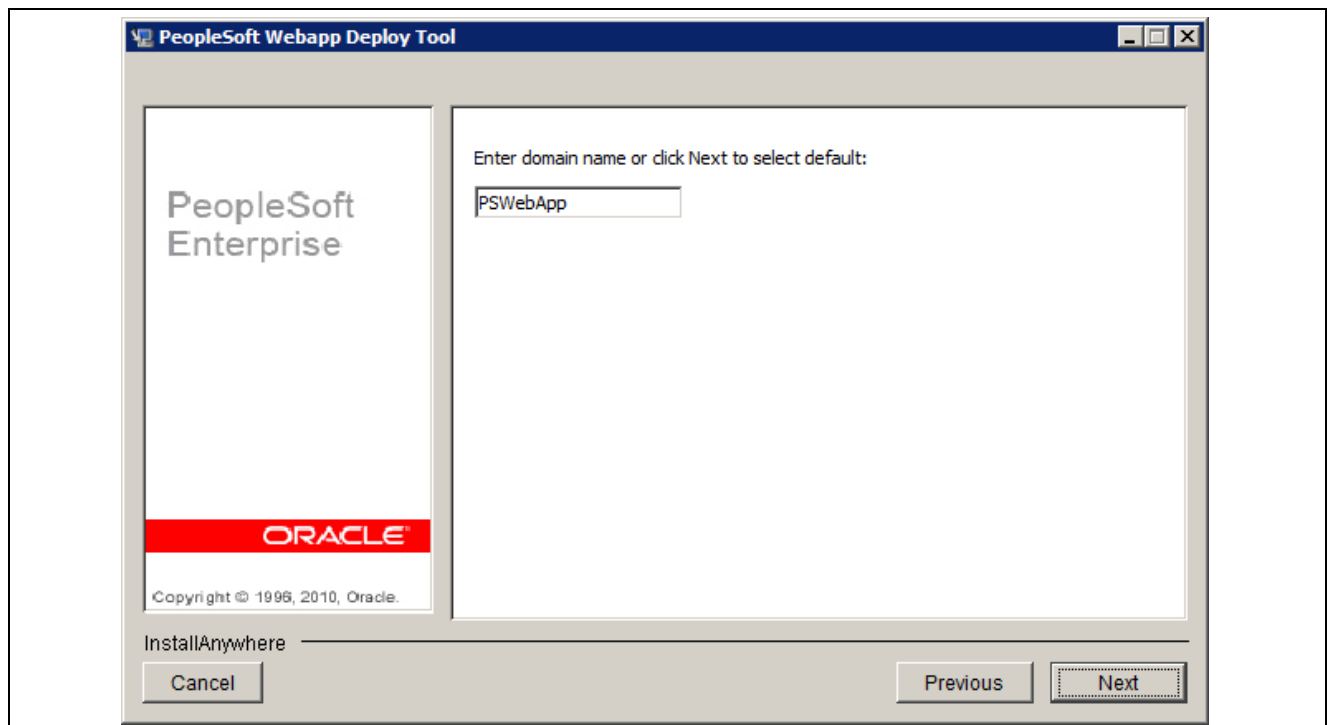 PeopleSoft Webapp Deploy Tool
PeopleSoft
Enterprise
ORACLE
Copyright © 1996, 2010, Oracle.
Enter domain name or click Next to select default:
PSWebApp
InstallAnywhere
Cancel
Previous
Next